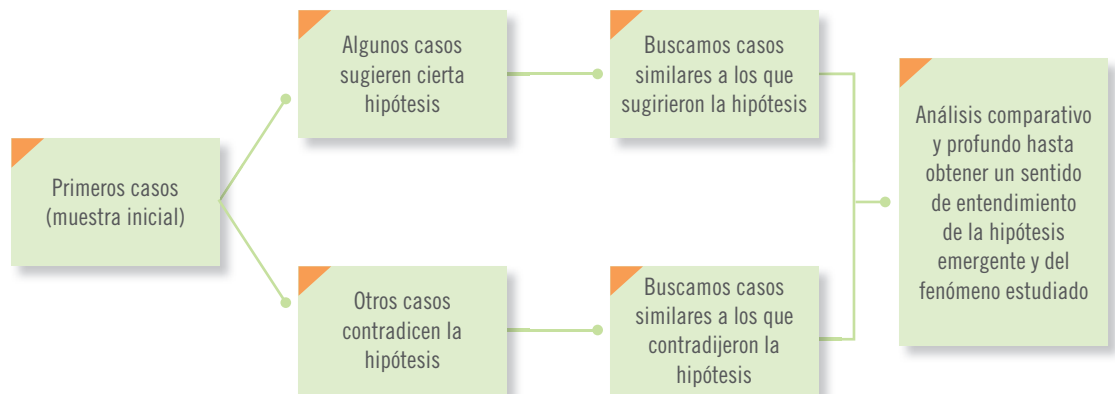 Primeros casos
(muestra inicial)
Algunos casos
sugieren cierta
hipótesis
Buscamos casos
similares a los que
sugirieron la hipótesis
Otros casos
contradicen la
hipótesis
Buscamos casos
similares a los que
contradijeron la
hipótesis
Análisis comparativo
y profundo hasta
obtener un sentido
de entendimiento
de la hipótesis
emergente y del
fenómeno estudiado